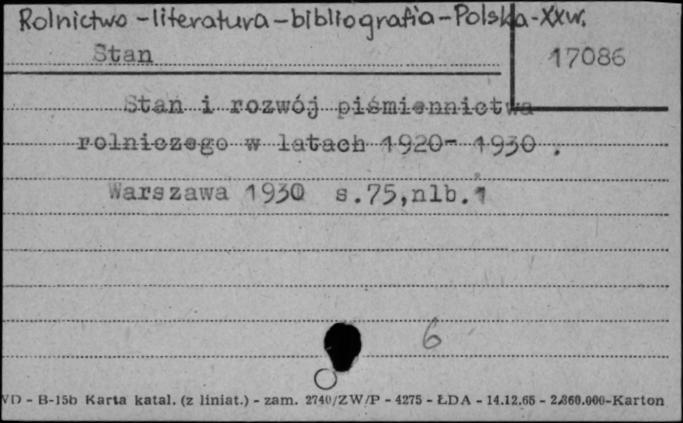 Rolnictwo-literatura-bibliografia-Polska-XXw.
Stan 17086
Stan i rozwój piśmiennictwa
rolniczego w latach 1920- 1930 .
Warszawa 1930 s.75,nlb.1
6
VD - B-15b Karta katal. (z liniat.) - zam. 2740/ZW/P - 4275 - ŁDA - 14.12.65 - 2.860.000-Karton